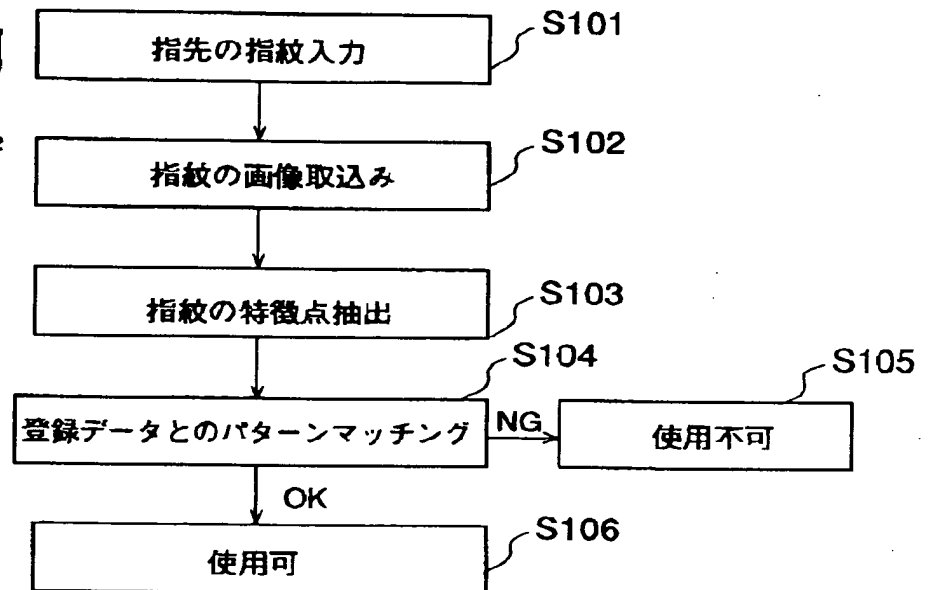 S101
指先の指紋入力
S102
指紋の画像取込み
S103
指紋の特徴点抽出
S104
登録データとのパターンマッチング
NG
S105
使用不可
OK
S106
使用可